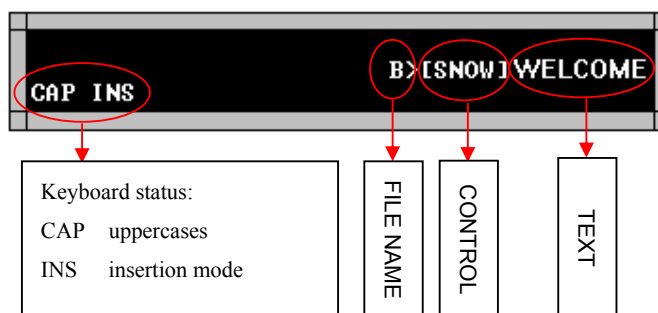 B>[SNOW]WELCOME
CAP INS
Keyboard status:
CAP uppercases
INS insertion mode
FILE NAME
CONTROL
TEXT